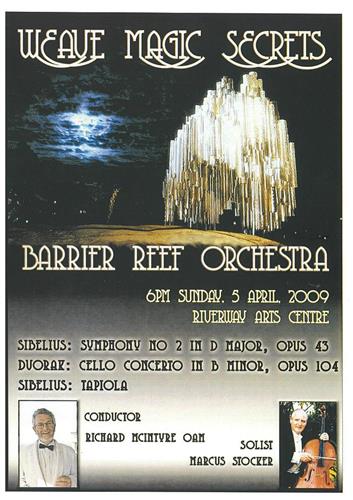 WEAVE MAGIC SECRETS
BARRIER REEF ORCHESTRA
6PM SUNDAY, 5 APRIL, 2009
RIVERWAY ARTS CENTRE
SIBELIUS: SYMPHONY NO 2 IN D MAJOR, OPUS 43
DVORAK: CELLO CONCERTO IN B MINOR, OPUS 104
SIBELIUS: TAPIOLA
CONDUCTOR
RICHARD MCINTYRE OAM
SOLIST
MARCUS STOCKER